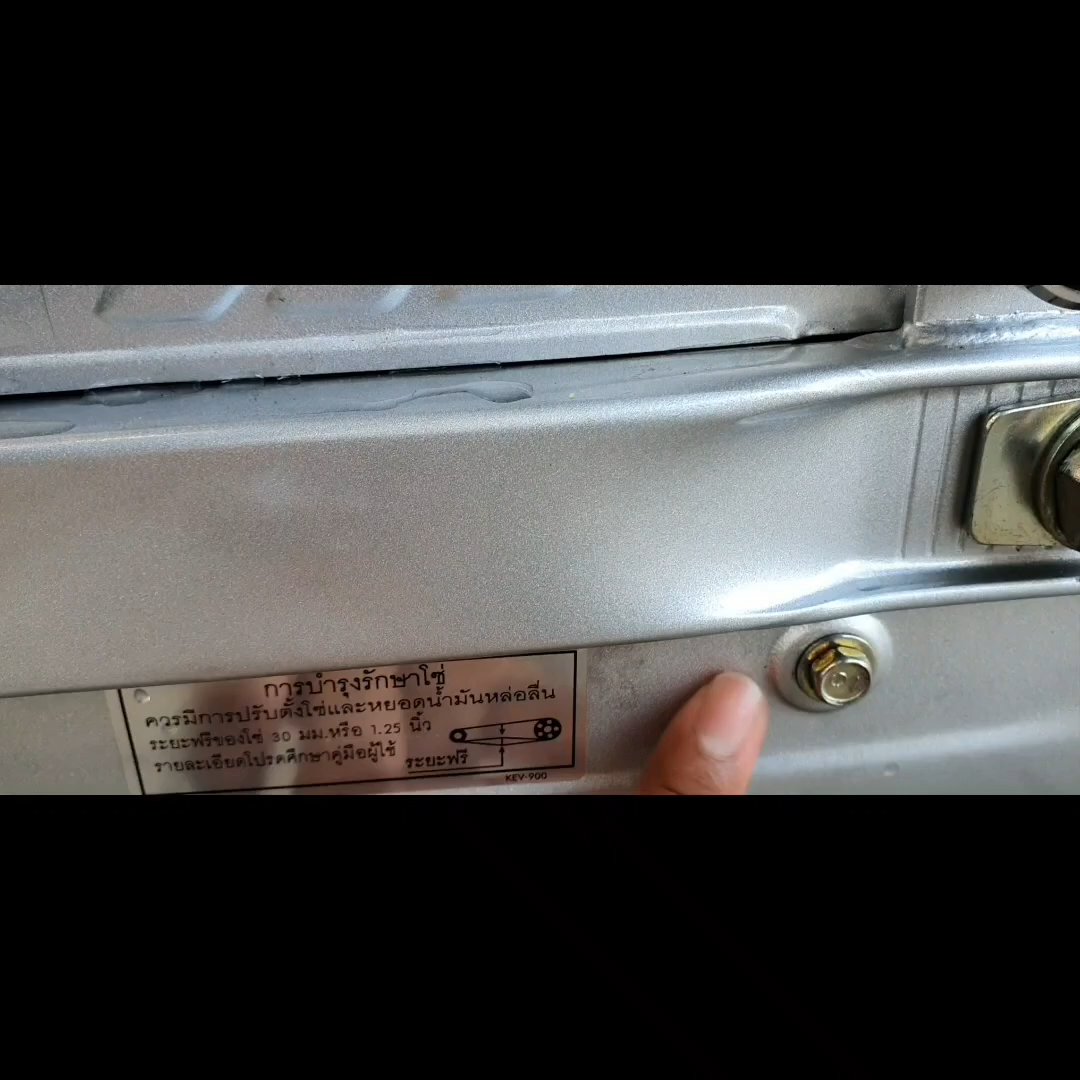 การบำรุงรักษาโซ่
ควรมีการปรับตั้งโซ่และหยอดน้ำมันหล่อลื่น
ระยะฟรีของโซ่ 30 มม.หรือ 1.25 นิ้ว
รายละเอียดโปรดศึกษาคู่มือผู้ใช้
ระยะฟรี
KEV-900